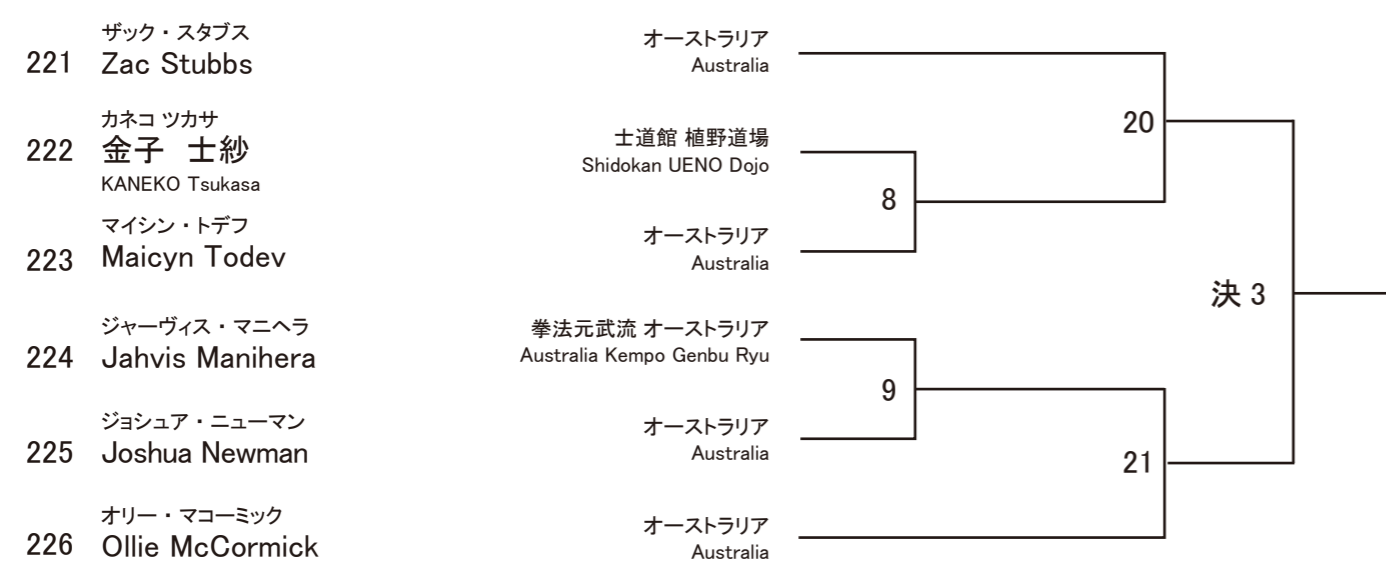 ザック・スタブス
221 Zac Stubbs
オーストラリア
Australia
20
カネコ ツカサ
222 金子 士紗
KANEKO Tsukasa
士道館 植野道場
Shidokan UENO Dojo
8
マイシン・トデフ
223 Maicyn Todev
オーストラリア
Australia
決 3
ジャーヴィス・マニヘラ
224 Jahvis Manihera
拳法元武流 オーストラリア
Australia Kempo Genbu Ryu
9
ジョシュア・ニューマン
225 Joshua Newman
オーストラリア
Australia
21
オリー・マコーミック
226 Ollie McCormick
オーストラリア
Australia